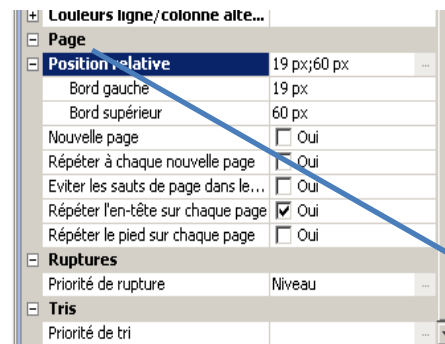 Couleurs ligne/colonne alte...
Page
Position relative 19 px;60 px ...
Bord gauche 19 px
Bord supérieur 60 px
Nouvelle page Oui
Répéter à chaque nouvelle page Oui
Eviter les sauts de page dans le... Oui
Répéter l'en-tête sur chaque page Oui
Répéter le pied sur chaque page Oui
Ruptures
Priorité de rupture Niveau ...
Tris
Priorité de tri ...